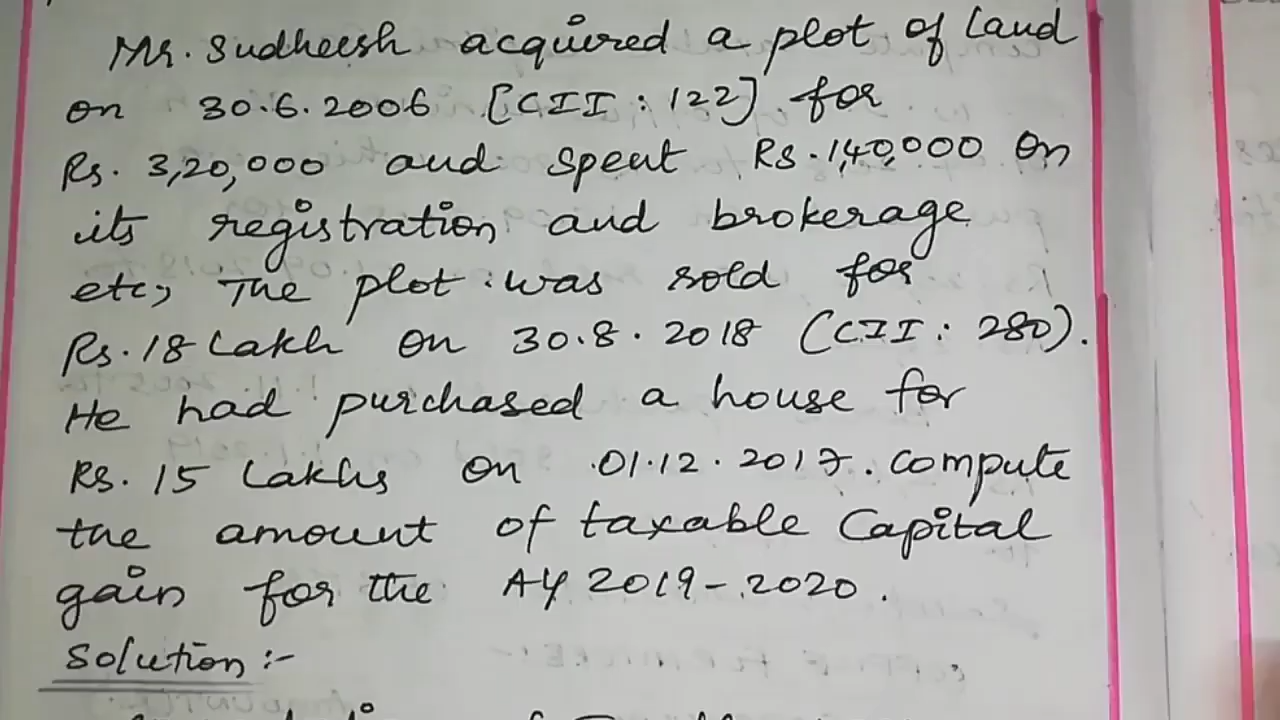 Mr. Sudheesh acquired a plot of land
on 30.6.2006 [CII : 122] for
Rs. 3,20,000 and spent Rs. 1,40,000 on
its registration and brokerage
etc, The plot was sold for
Rs. 18 Lakh on 30.8.2018 (CII : 280).
He had purchased a house for
Rs. 15 Lakhs on 01.12.2017. compute
the amount of taxable Capital
gain for the AY 2019-2020.
Solution :-